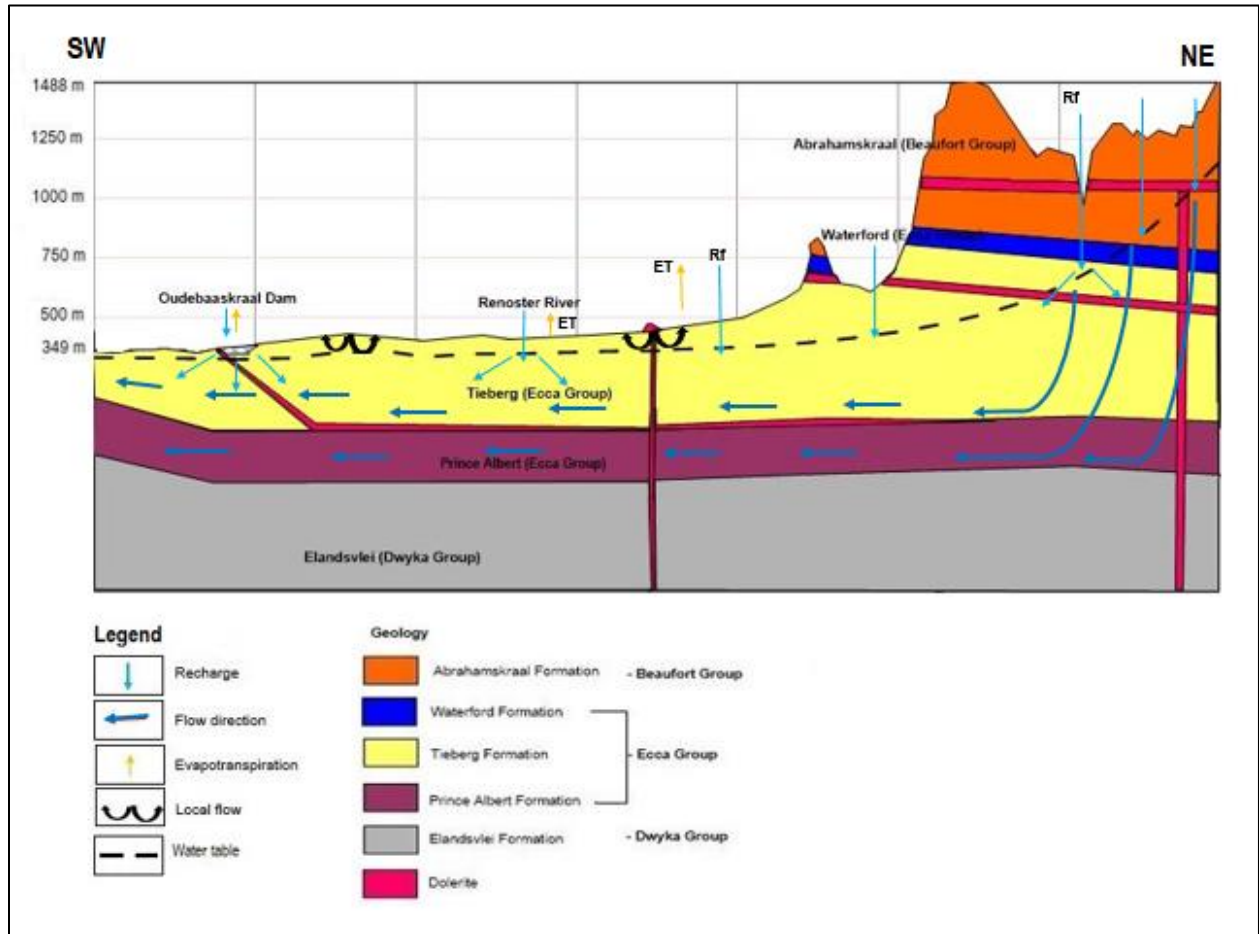 SW
NE
1488 m
Rf
1250 m
Abrahamskraal (Beaufort Group)
1000 m
Waterford (E
750 m
ET
Rf
Oudebaaskraal Dam
Renoster River
500 m
ET
349 m
Tieberg (Ecca Group)
Prince Albert (Ecca Group)
Elandsvlei (Dwyka Group)
Legend
Recharge
Flow direction
Evapotranspiration
Local flow
Water table
Geology
Abrahamskraal Formation - Beaufort Group
Waterford Formation
Tieberg Formation - Ecca Group
Prince Albert Formation
Elandsvlei Formation - Dwyka Group
Dolerite